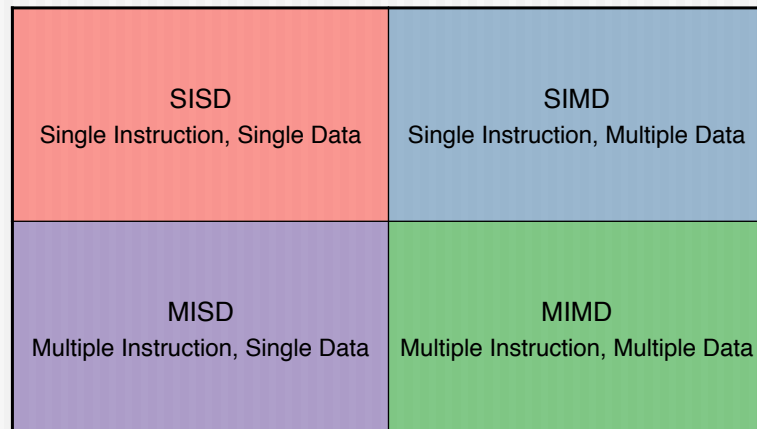 SISD
Single Instruction, Single Data
SIMD
Single Instruction, Multiple Data
MISD
Multiple Instruction, Single Data
MIMD
Multiple Instruction, Multiple Data